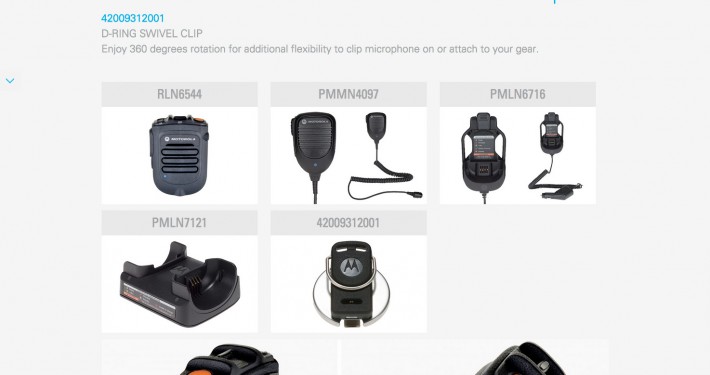 42009312001
D-RING SWIVEL CLIP
Enjoy 360 degrees rotation for additional flexibility to clip microphone on or attach to your gear.
RLN6544
PMMN4097
PMLN6716
MOTOROLA
PMLN7121
42009312001